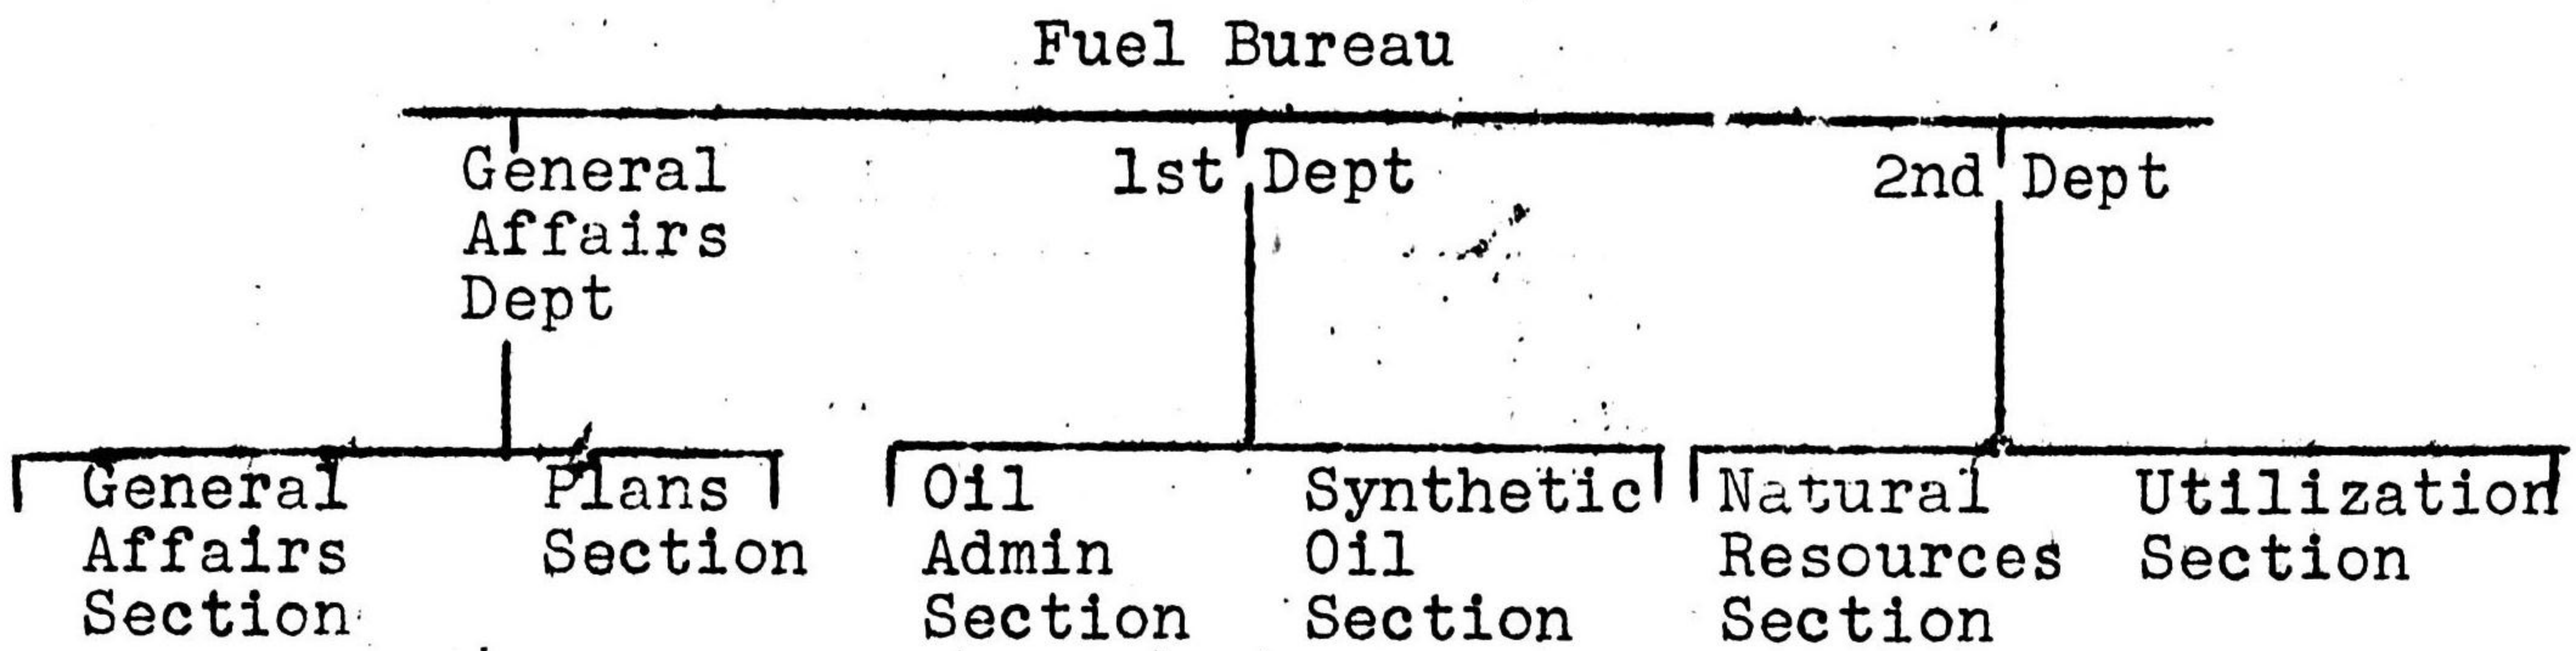 Fuel Bureau
General
Affairs
Dept
1st Dept
2nd Dept
General
Affairs
Section
Plans
Section
Oil
Admin
Section
Synthetic
Oil
Section
Natural
Resources
Section
Utilization
Section